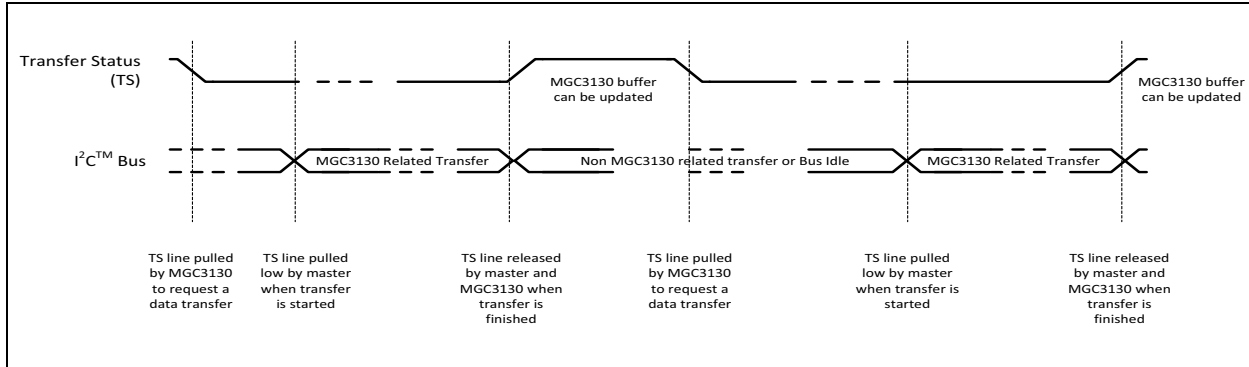 Transfer Status
(TS)
MGC3130 buffer
can be updated
MGC3130 buffer
can be updated
I²C™ Bus
MGC3130 Related Transfer
Non MGC3130 related transfer or Bus Idle
MGC3130 Related Transfer
TS line pulled
by MGC3130
to request a
data transfer
TS line pulled
low by master
when transfer
is started
TS line released
by master and
MGC3130 when
transfer is
finished
TS line pulled
by MGC3130
to request a
data transfer
TS line pulled
low by master
when transfer is
started
TS line released
by master and
MGC3130 when
transfer is
finished